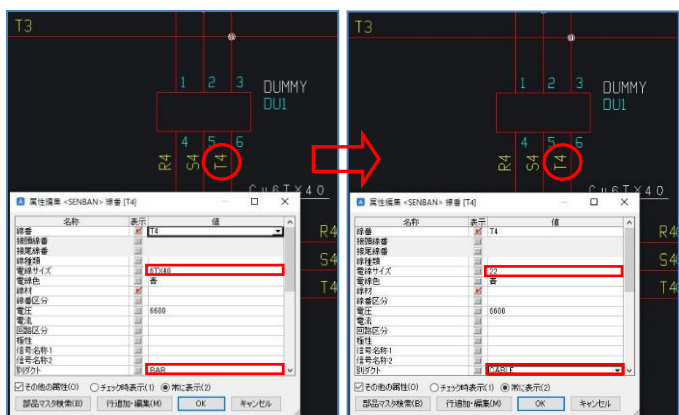 T3
1 2 3 DUMMY
DU1
4 5 6
R4 S4 T4
Cu6TX40
R4
S4
T4
属性編集 <SENBAN> 線番 [T4]
名称 表示 値
線番 T4
接頭線番
接尾線番
線種類
電線サイズ 6TX40
電線色 青
線材
線番区分
電圧 6600
電流
回路区分
極性
信号名称1
信号名称2
別ダクト BAR
その他の属性(O) チェック時表示(1) 常に表示(2)
部品マスタ検索(B) 行追加・編集(M) OK キャンセル
T3
1 2 3 DUMMY
DU1
4 5 6
R4 S4 T4
Cu6TX40
R4
S4
T4
属性編集 <SENBAN> 線番 [T4]
名称 表示 値
線番 T4
接頭線番
接尾線番
線種類
電線サイズ 22
電線色 青
線材
線番区分
電圧 6600
電流
回路区分
極性
信号名称1
信号名称2
別ダクト CABLE
その他の属性(O) チェック時表示(1) 常に表示(2)
部品マスタ検索(B) 行追加・編集(M) OK キャンセル